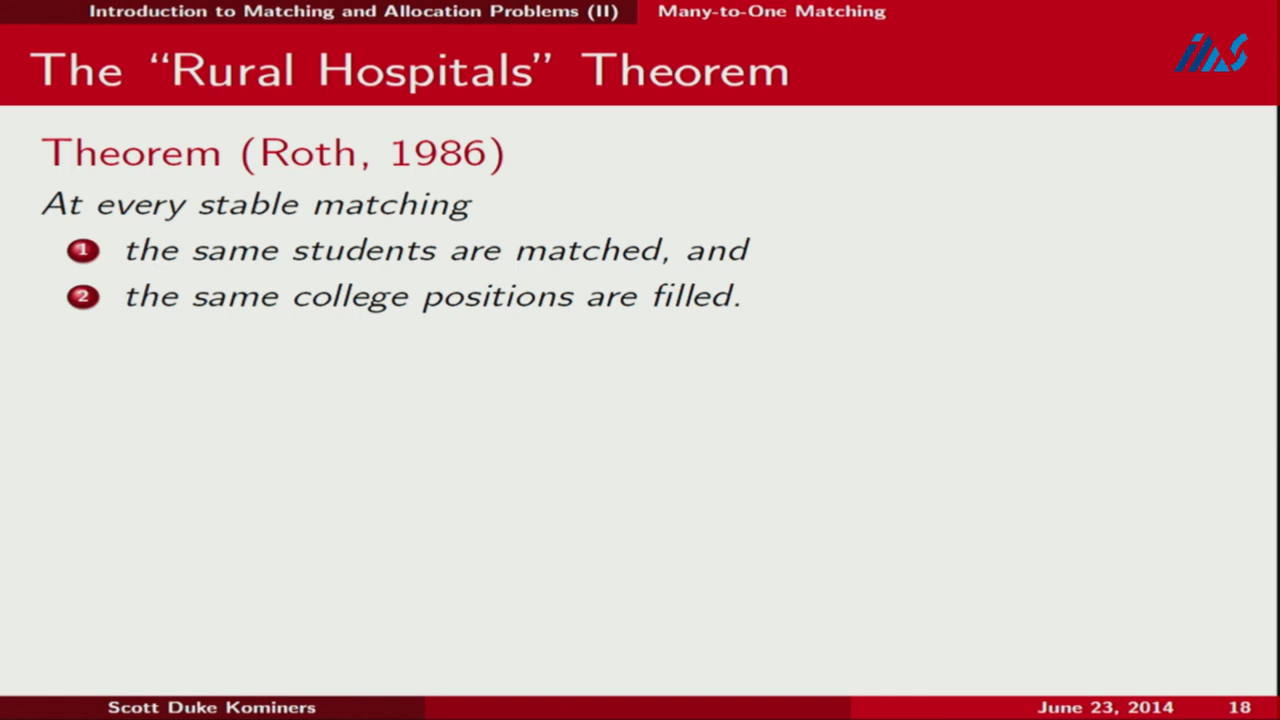 Introduction to Matching and Allocation Problems (II) Many-to-One Matching
The “Rural Hospitals” Theorem
ias
Theorem (Roth, 1986)
At every stable matching
1 the same students are matched, and
2 the same college positions are filled.
Scott Duke Kominers June 23, 2014 18